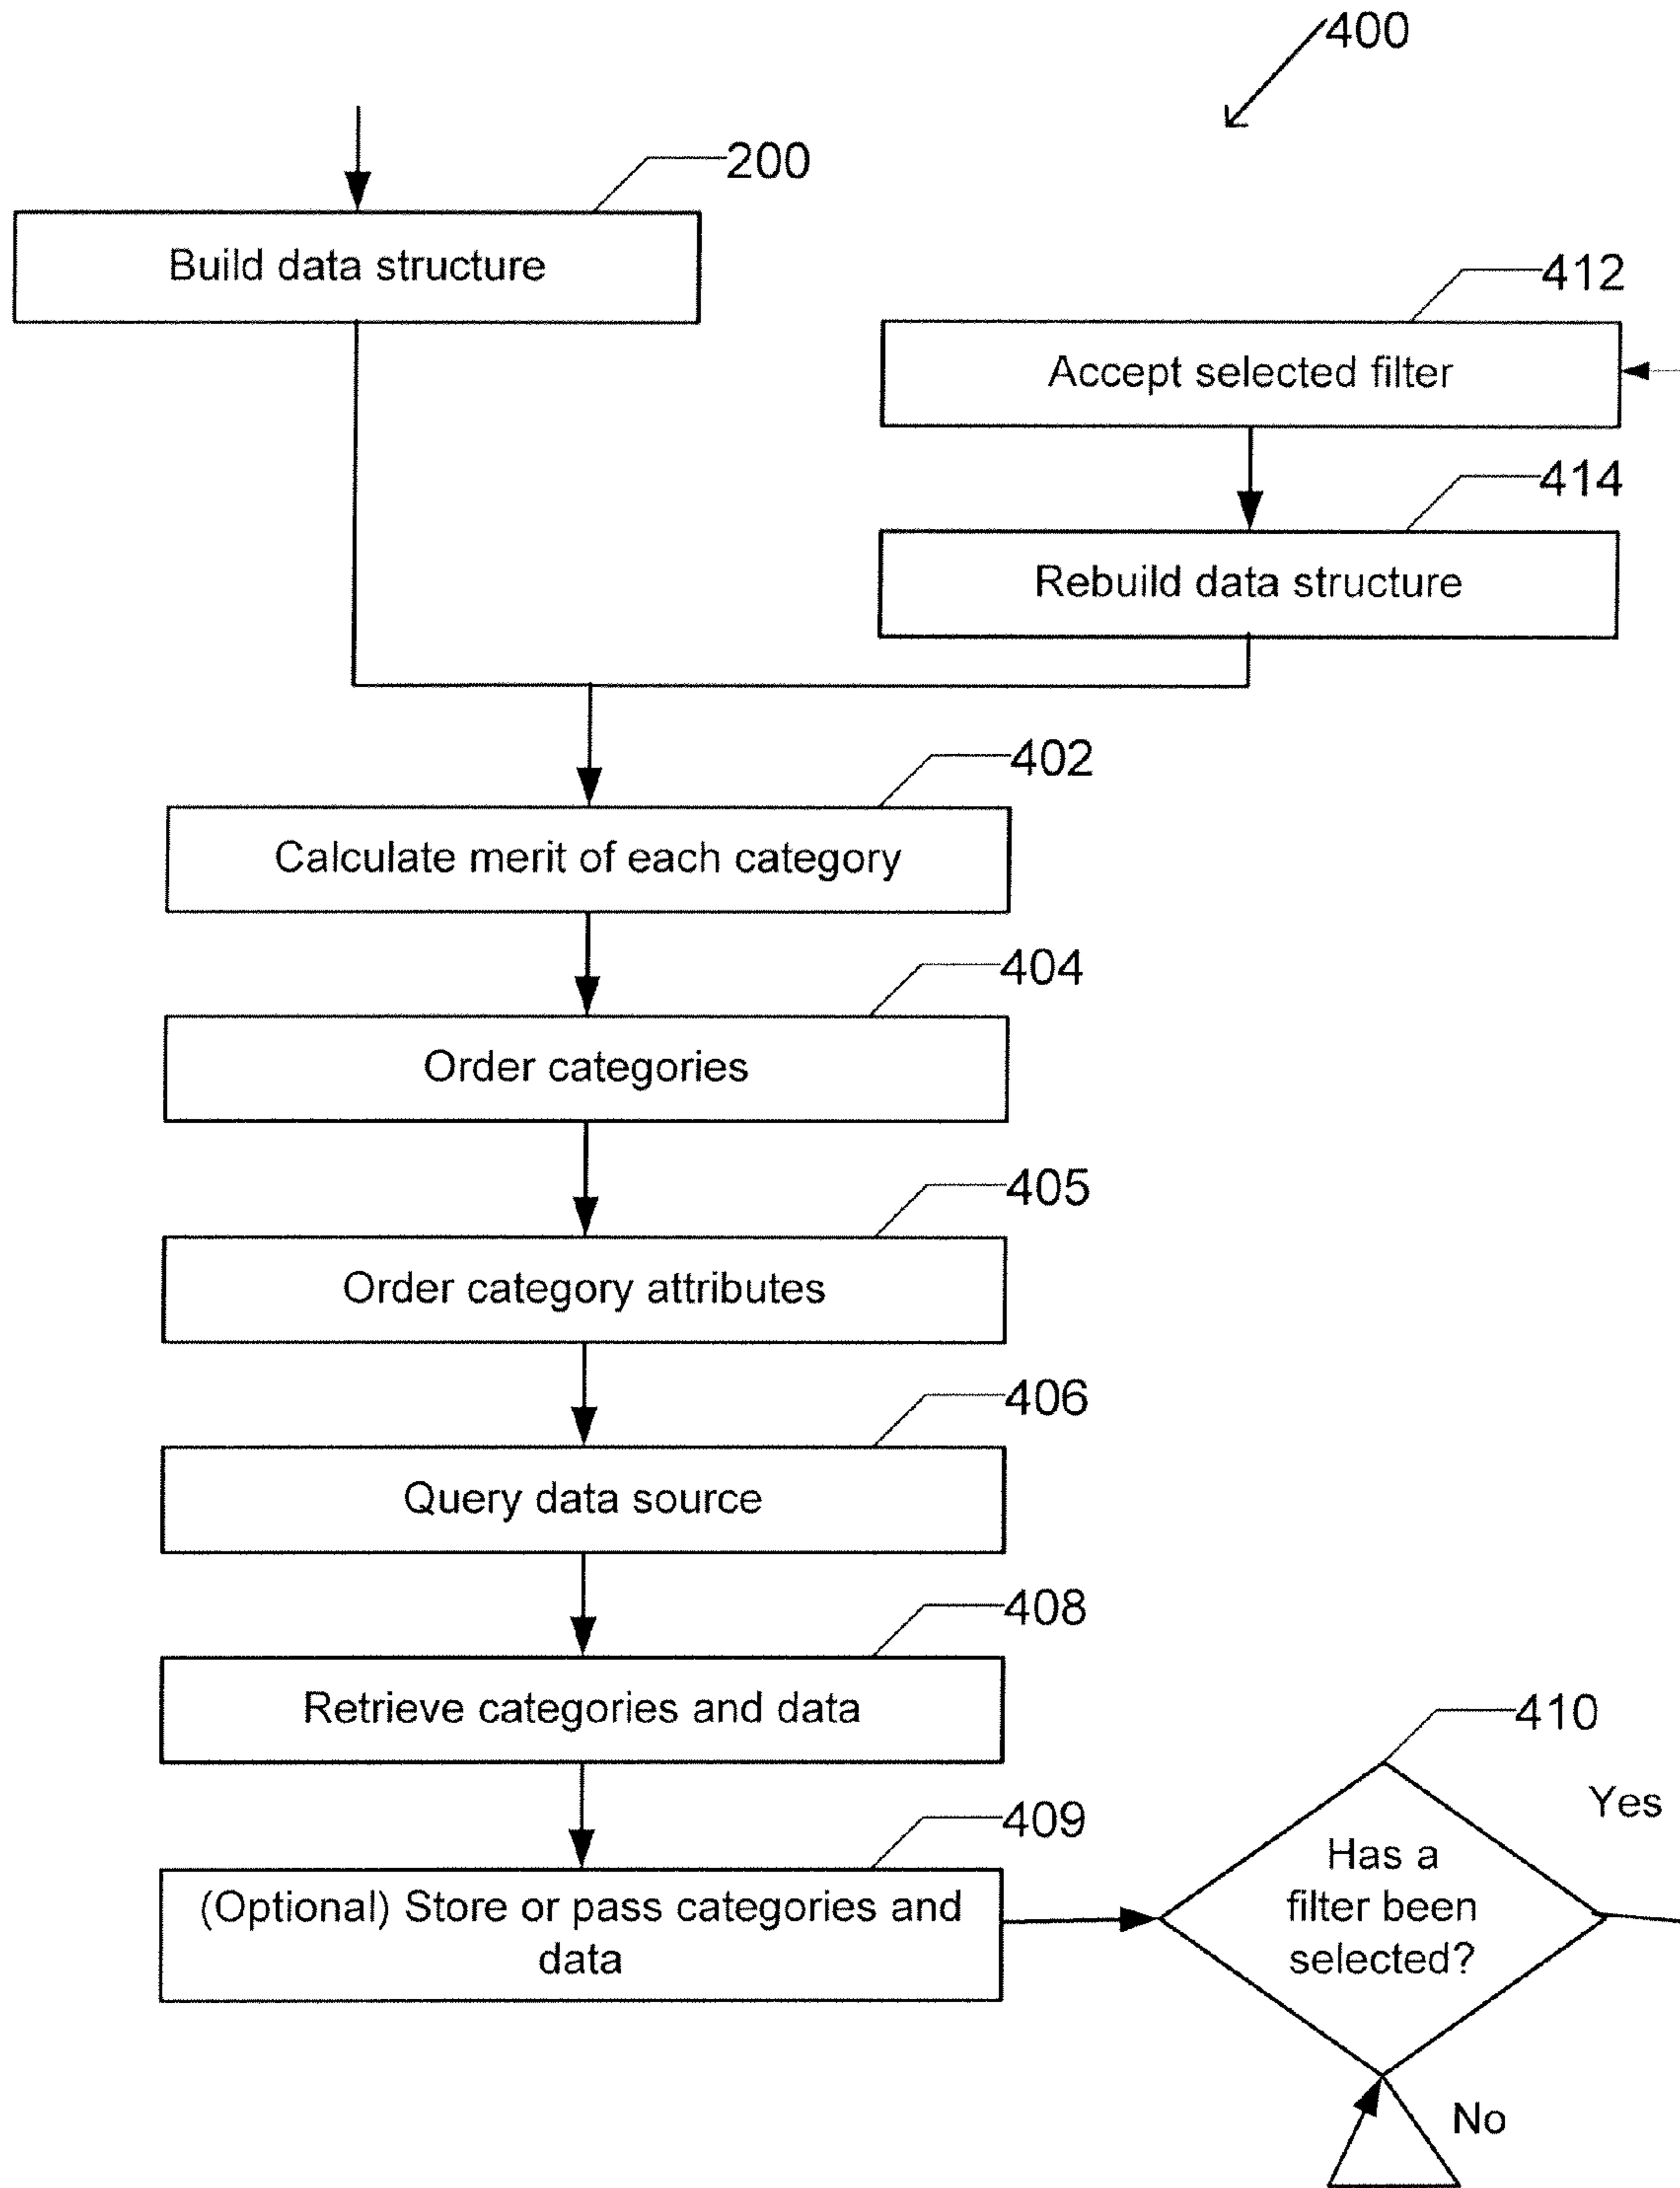 400
200
Build data structure
412
Accept selected filter
414
Rebuild data structure
402
Calculate merit of each category
404
Order categories
405
Order category attributes
406
Query data source
408
Retrieve categories and data
409
(Optional) Store or pass categories and
data
410
Has a
filter been
selected?
Yes
No